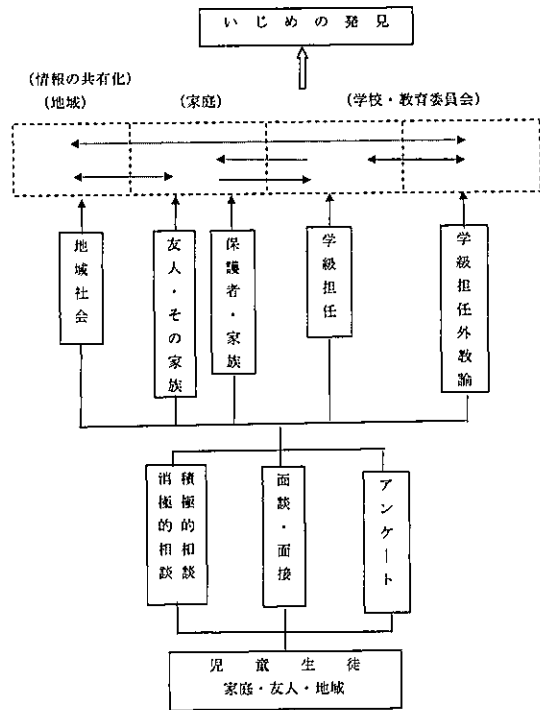 いじめの発見
(情報の共有化)
(地域)
(家庭)
(学校・教育委員会)
地域社会
友人・その家族
保護者・家族
学級担任
学級担任外教諭
積極的相談
消極的相談
面談・面接
アンケート
児童生徒
家庭・友人・地域